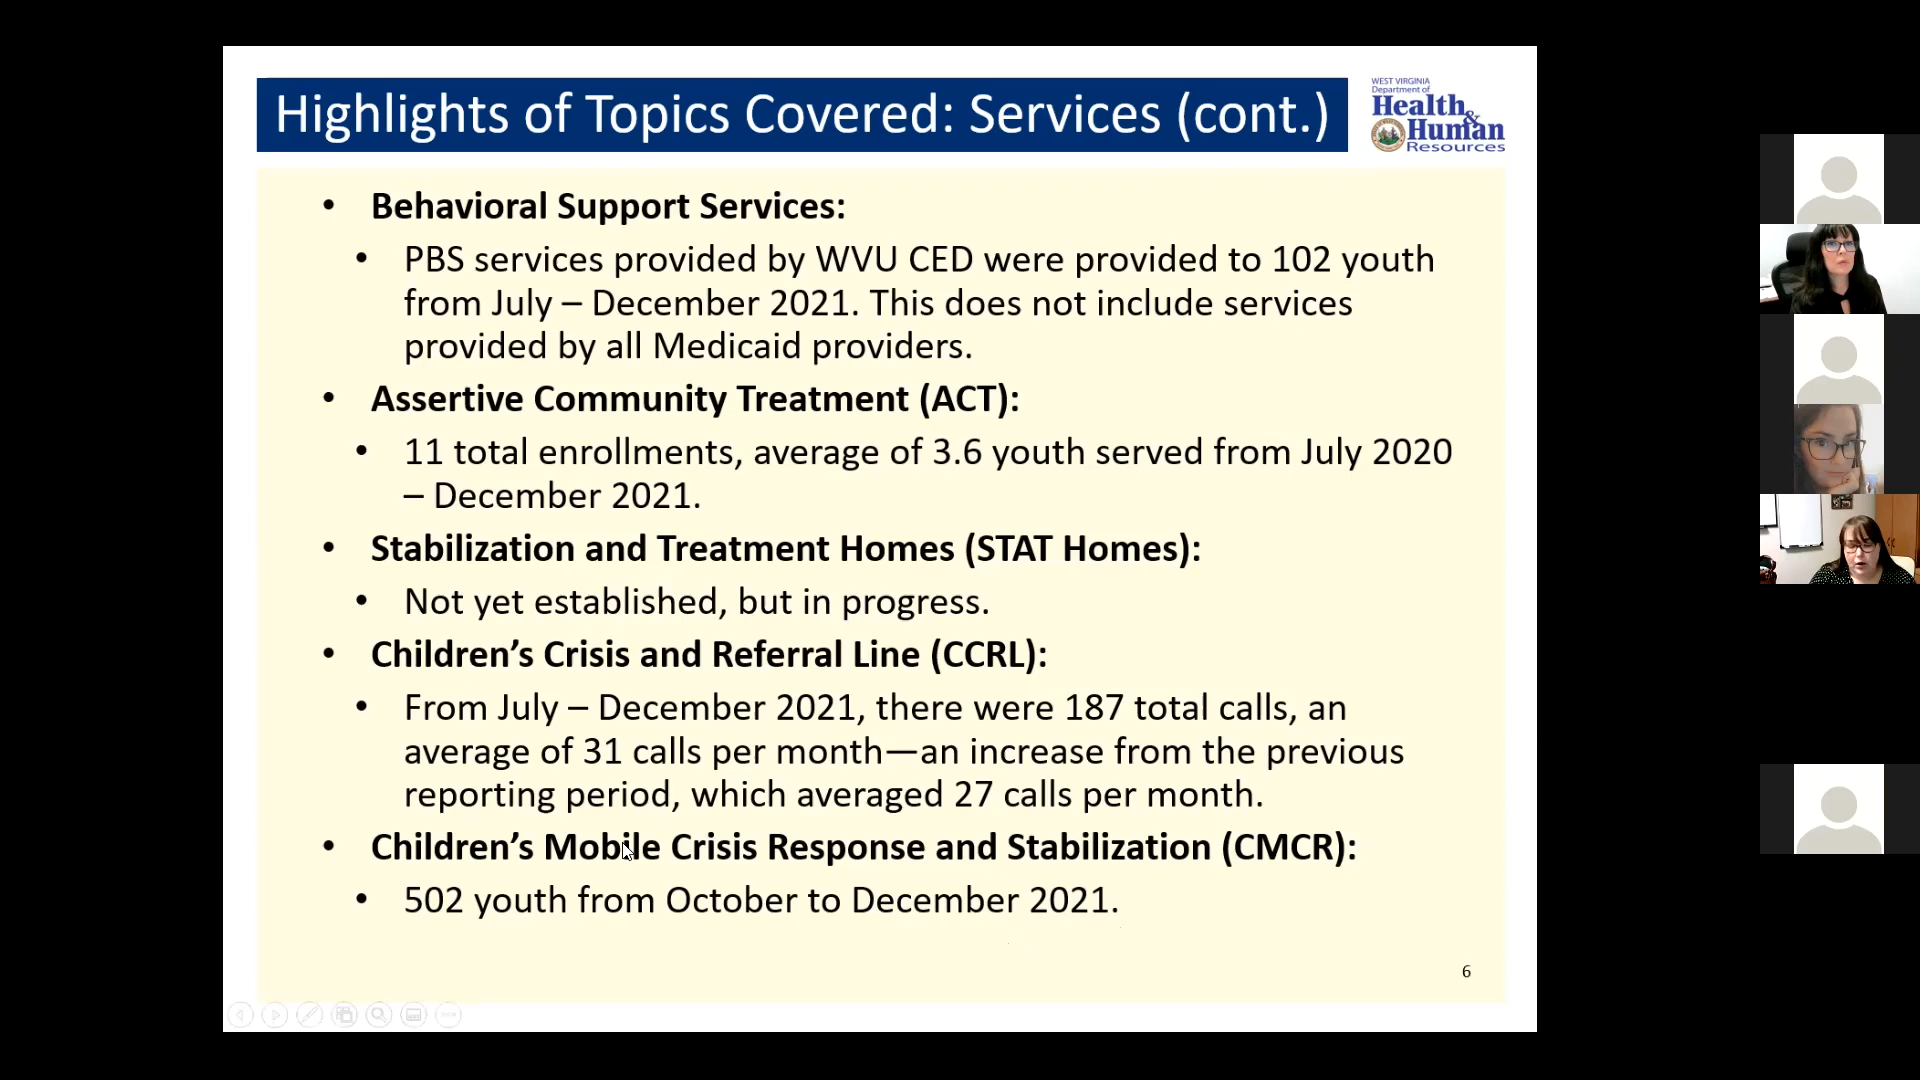 Highlights of Topics Covered: Services (cont.)
WEST VIRGINIA
Department of
Health &
Human
Resources
• Behavioral Support Services:
• PBS services provided by WVU CED were provided to 102 youth
from July – December 2021. This does not include services
provided by all Medicaid providers.
• Assertive Community Treatment (ACT):
• 11 total enrollments, average of 3.6 youth served from July 2020
– December 2021.
• Stabilization and Treatment Homes (STAT Homes):
• Not yet established, but in progress.
• Children’s Crisis and Referral Line (CCRL):
• From July – December 2021, there were 187 total calls, an
average of 31 calls per month—an increase from the previous
reporting period, which averaged 27 calls per month.
• Children’s Mobile Crisis Response and Stabilization (CMCR):
• 502 youth from October to December 2021.
6